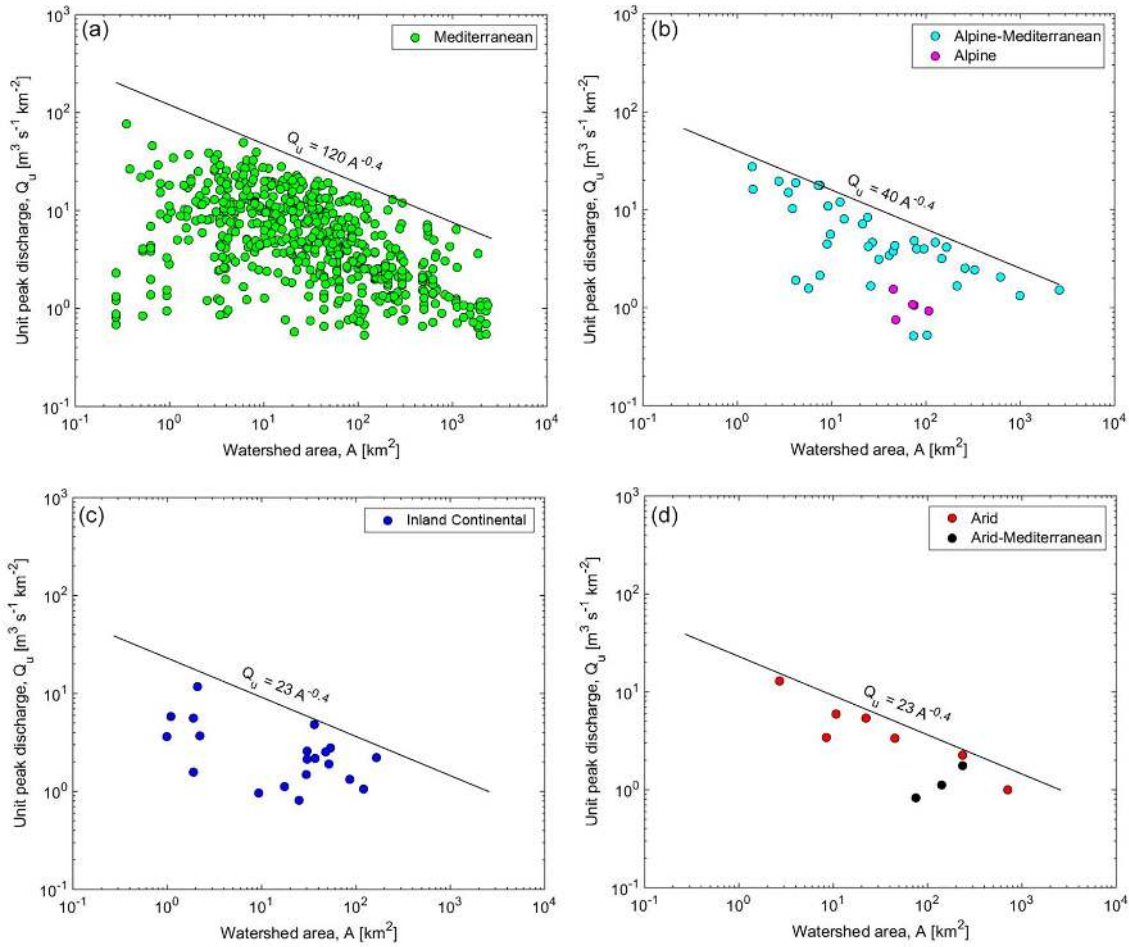 (a)
Mediterranean
Unit peak discharge, Qᵤ [m³ s⁻¹ km⁻²]
10³
10²
10¹
10⁰
10⁻¹
Qᵤ = 120 A⁻⁰·⁴
10⁻¹ 10⁰ 10¹ 10² 10³ 10⁴
Watershed area, A [km²]
(b)
Alpine-Mediterranean
Alpine
Unit peak discharge, Qᵤ [m³ s⁻¹ km⁻²]
10³
10²
10¹
10⁰
10⁻¹
Qᵤ = 40 A⁻⁰·⁴
10⁻¹ 10⁰ 10¹ 10² 10³ 10⁴
Watershed area, A [km²]
(c)
Inland Continental
Unit peak discharge, Qᵤ [m³ s⁻¹ km⁻²]
10³
10²
10¹
10⁰
10⁻¹
Qᵤ = 23 A⁻⁰·⁴
10⁻¹ 10⁰ 10¹ 10² 10³ 10⁴
Watershed area, A [km²]
(d)
Arid
Arid-Mediterranean
Unit peak discharge, Qᵤ [m³ s⁻¹ km⁻²]
10³
10²
10¹
10⁰
10⁻¹
Qᵤ = 23 A⁻⁰·⁴
10⁻¹ 10⁰ 10¹ 10² 10³ 10⁴
Watershed area, A [km²]